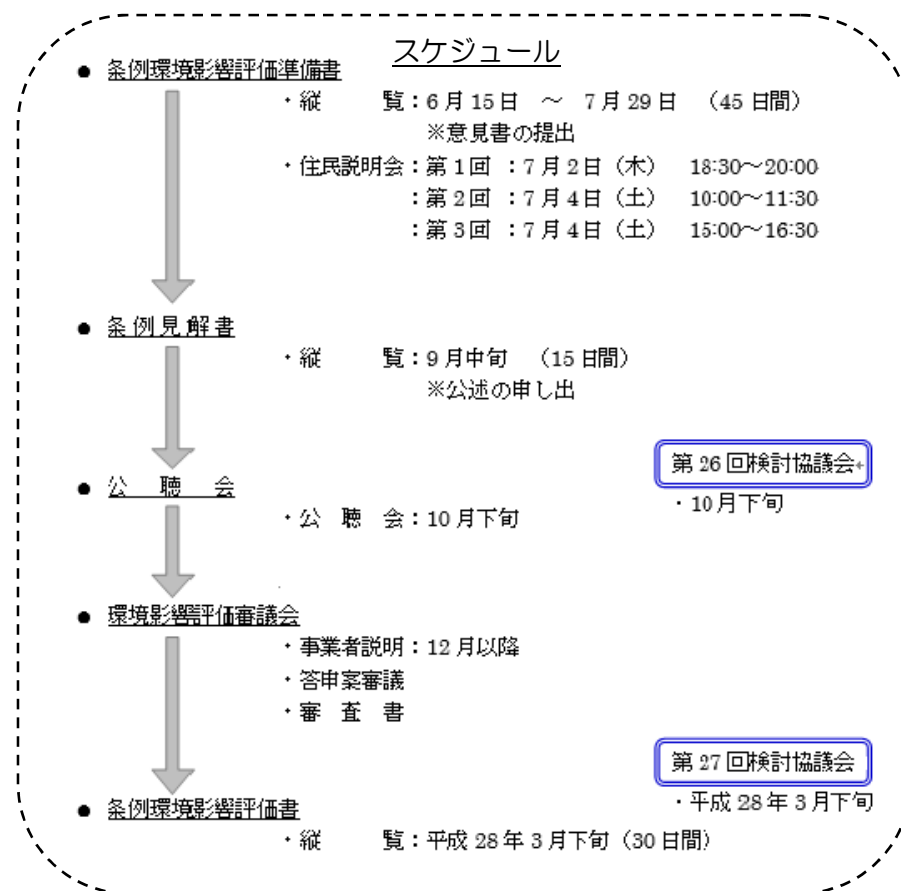 スケジュール
● 条例環境影響評価準備書
・縦　　覧：6月15日 ～ 7月29日 （45日間）
※意見書の提出
・住民説明会：第1回 ：7月2日（木） 18:30～20:00
：第2回 ：7月4日（土） 10:00～11:30
：第3回 ：7月4日（土） 15:00～16:30
● 条例見解書
・縦　　覧：9月中旬 （15日間）
※公述の申し出
第26回検討協議会
・10月下旬
● 公　聴　会
・公　聴　会：10月下旬
● 環境影響評価審議会
・事業者説明：12月以降
・答申案審議
・審　査　書
第27回検討協議会
・平成28年3月下旬
● 条例環境影響評価書
・縦　　覧：平成28年3月下旬（30日間）